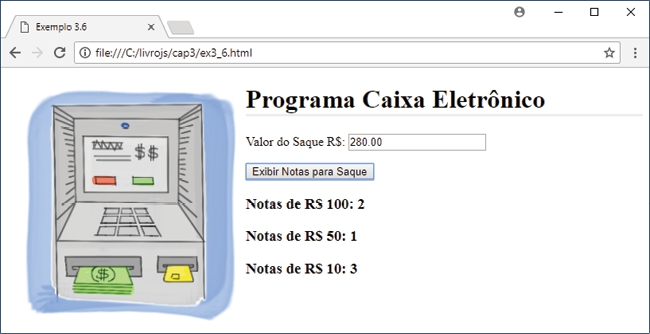 Exemplo 3.6
file:///C:/livrojs/cap3/ex3_6.html
$$
$
Programa Caixa Eletrônico
Valor do Saque R$: 280.00
Exibir Notas para Saque
Notas de R$ 100: 2
Notas de R$ 50: 1
Notas de R$ 10: 3